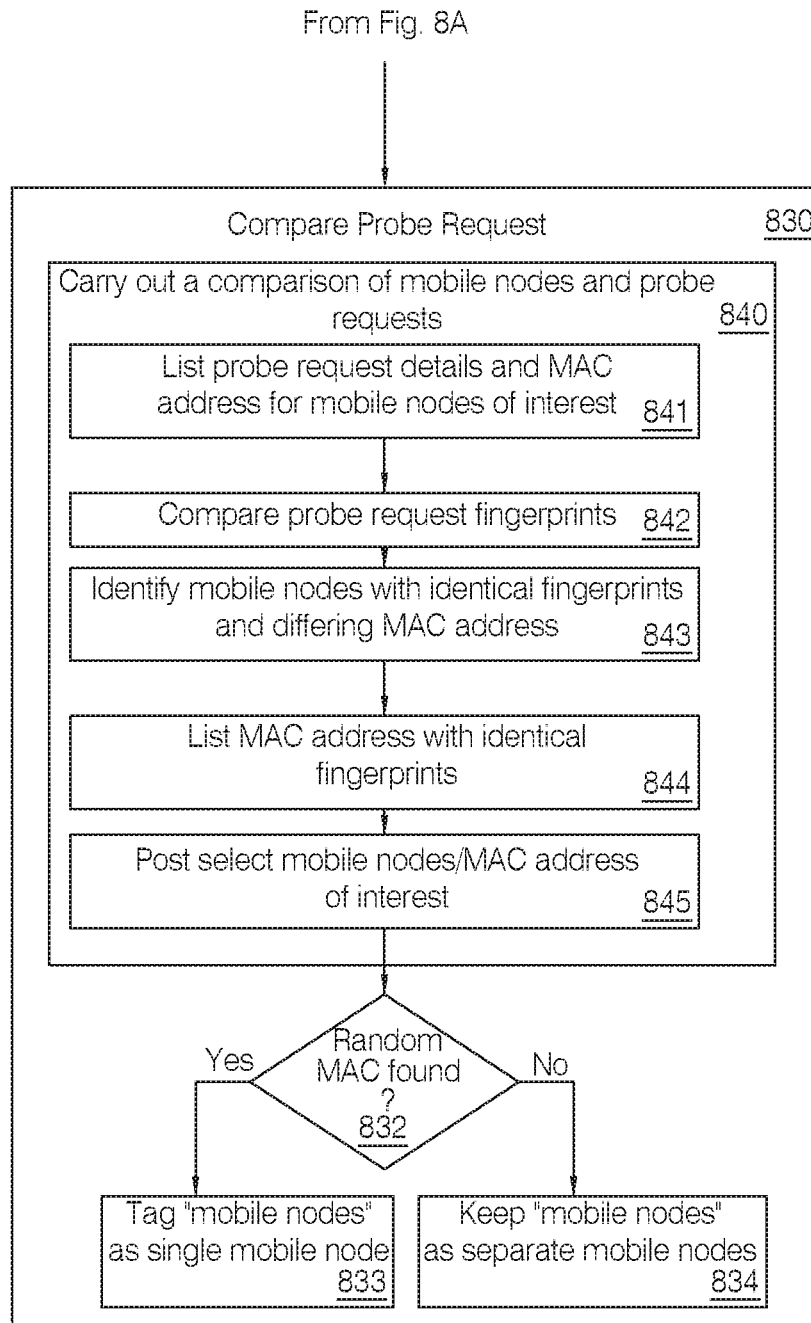 From Fig. 8A
Compare Probe Request 830
Carry out a comparison of mobile nodes and probe
requests 840
List probe request details and MAC
address for mobile nodes of interest 841
Compare probe request fingerprints 842
Identify mobile nodes with identical fingerprints
and differing MAC address 843
List MAC address with identical
fingerprints 844
Post select mobile nodes/MAC address
of interest 845
Random
MAC found
?
832
Yes
No
Tag "mobile nodes"
as single mobile node
833
Keep "mobile nodes"
as separate mobile nodes
834